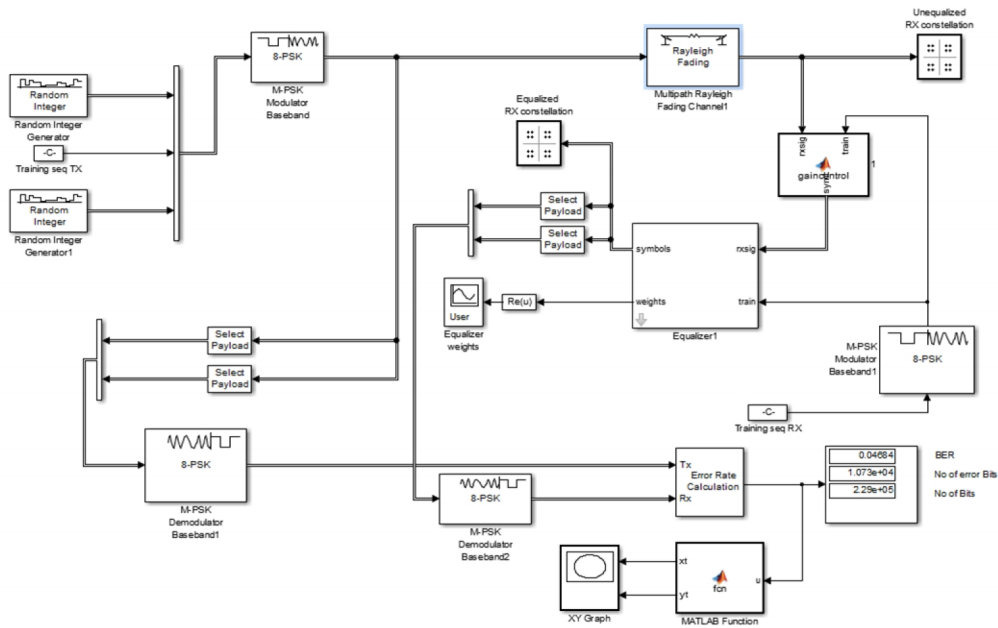 Unequalized
RX constellation
8-PSK
M-PSK
Modulator
Baseband
Rayleigh
Fading
Multipath Rayleigh
Fading Channel1
Random
Integer
Random Integer
Generator
-C-
Training seq TX
Random
Integer
Random Integer
Generator1
Equalized
RX constellation
rxsig
train
gaincontrol
sync
1
Select
Payload
Select
Payload
symbols
rxsig
weights
train
Equalizer1
Re(u)
User
Equalizer
weights
Select
Payload
Select
Payload
M-PSK
Modulator
Baseband1
8-PSK
-C-
Training seq RX
8-PSK
M-PSK
Demodulator
Baseband1
8-PSK
M-PSK
Demodulator
Baseband2
Tx
Error Rate
Calculation
Rx
0.04684
BER
1.073e+04
No of error Bits
2.29e+05
No of Bits
xt
yt
fcn
u
XY Graph
MATLAB Function